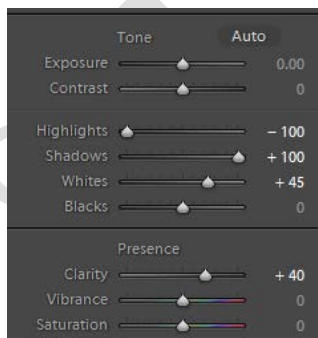 Tone Auto
Exposure 0.00
Contrast 0
Highlights – 100
Shadows + 100
Whites + 45
Blacks 0
Presence
Clarity + 40
Vibrance 0
Saturation 0